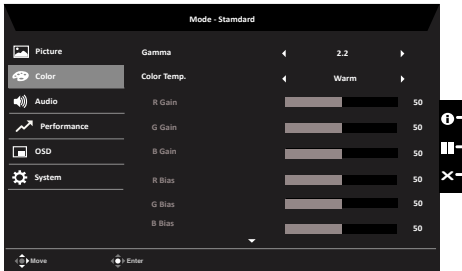 Mode - Stamdard
Picture
Gamma 2.2
Color
Color Temp. Warm
Audio
R Gain 50
Performance
G Gain 50
OSD
B Gain 50
System
R Bias 50
G Bias 50
B Bias 50
Move Enter